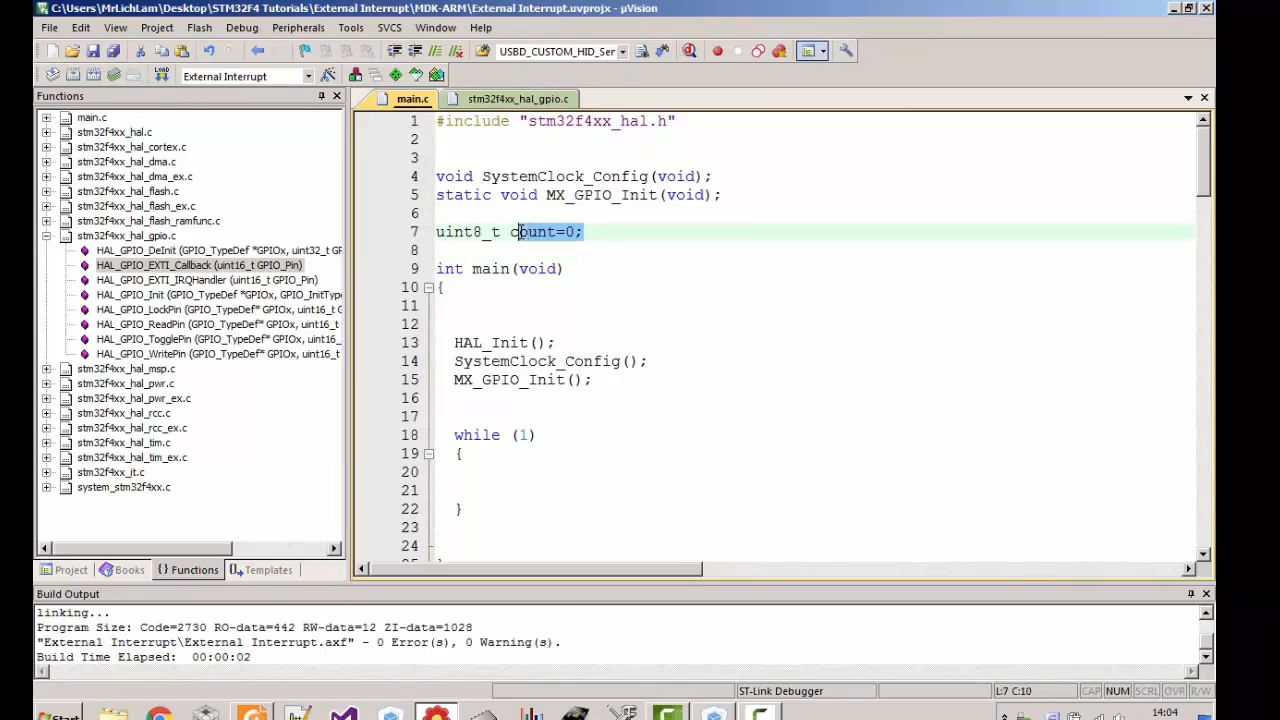 C:\Users\MrLichLam\Desktop\STM32F4 Tutorials\External Interrupt\MDK-ARM\External Interrupt.uvprojx - µVision
File Edit View Project Flash Debug Peripherals Tools SVCS Window Help
USBD_CUSTOM_HID_Ser
LOAD
External Interrupt
Functions
main.c
stm32f4xx_hal.c
stm32f4xx_hal_cortex.c
stm32f4xx_hal_dma.c
stm32f4xx_hal_dma_ex.c
stm32f4xx_hal_flash.c
stm32f4xx_hal_flash_ex.c
stm32f4xx_hal_flash_ramfunc.c
stm32f4xx_hal_gpio.c
HAL_GPIO_DeInit (GPIO_TypeDef *GPIOx, uint32_t G
HAL_GPIO_EXTI_Callback (uint16_t GPIO_Pin)
HAL_GPIO_EXTI_IRQHandler (uint16_t GPIO_Pin)
HAL_GPIO_Init (GPIO_TypeDef *GPIOx, GPIO_InitType
HAL_GPIO_LockPin (GPIO_TypeDef* GPIOx, uint16_t
HAL_GPIO_ReadPin (GPIO_TypeDef* GPIOx, uint16_t
HAL_GPIO_TogglePin (GPIO_TypeDef* GPIOx, uint16_
HAL_GPIO_WritePin (GPIO_TypeDef* GPIOx, uint16_t
stm32f4xx_hal_msp.c
stm32f4xx_hal_pwr.c
stm32f4xx_hal_pwr_ex.c
stm32f4xx_hal_rcc.c
stm32f4xx_hal_rcc_ex.c
stm32f4xx_hal_tim.c
stm32f4xx_hal_tim_ex.c
stm32f4xx_it.c
system_stm32f4xx.c
Project Books {} Functions Templates
main.c stm32f4xx_hal_gpio.c
1 #include "stm32f4xx_hal.h"
2
3
4 void SystemClock_Config(void);
5 static void MX_GPIO_Init(void);
6
7 uint8_t count=0;
8
9 int main(void)
10 {
11
12
13 HAL_Init();
14 SystemClock_Config();
15 MX_GPIO_Init();
16
17
18 while (1)
19 {
20
21
22 }
23
24
Build Output
linking...
Program Size: Code=2730 RO-data=442 RW-data=12 ZI-data=1028
"External Interrupt\External Interrupt.axf" - 0 Error(s), 0 Warning(s).
Build Time Elapsed: 00:00:02
ST-Link Debugger L:7 C:10 CAP NUM SCRL OVR R/W
Start 14:04